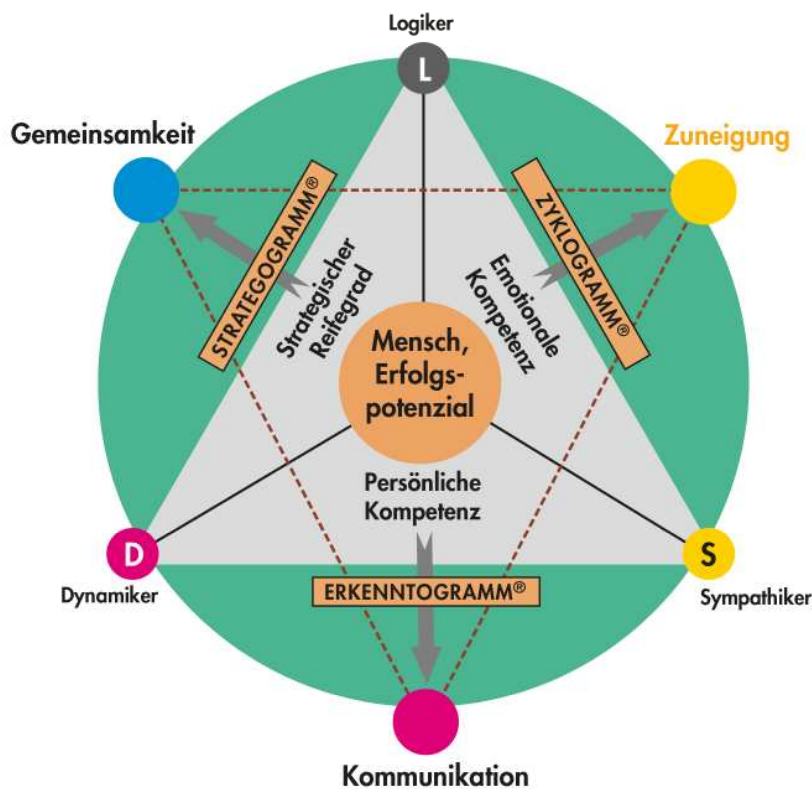 Logiker
L
Gemeinsamkeit
Zuneigung
STRATEGOGRAMM®
ZYKLOGRAMM®
Strategischer
Reifegrad
Emotionale
Kompetenz
Mensch,
Erfolgs-
potenzial
Persönliche
Kompetenz
D
S
Dynamiker
ERKENNTOGRAMM®
Sympathiker
Kommunikation